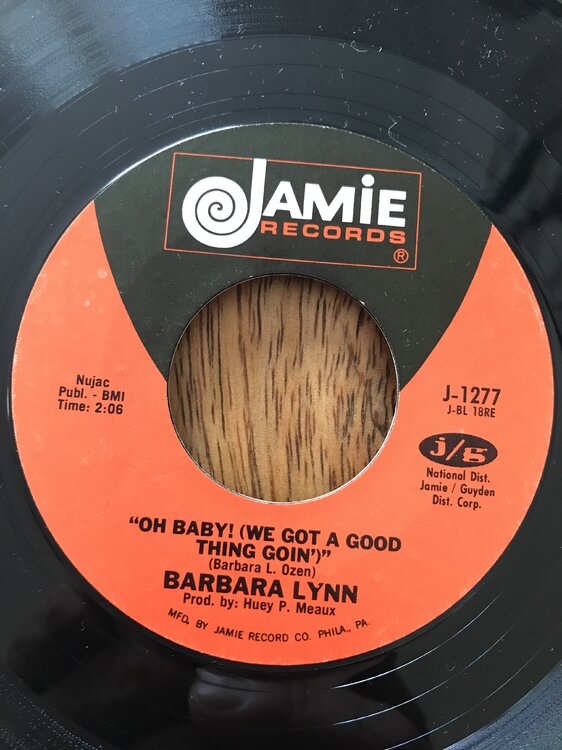 JAMiE
RECORDS
®
Nujac
Publ. - BMI
Time: 2:06
J-1277
J-BL 18RE
j/g
National Dist.
Jamie / Guyden
Dist. Corp.
"OH BABY! (WE GOT A GOOD
THING GOIN')"
(Barbara L. Ozen)
BARBARA LYNN
Prod. by: Huey P. Meaux
MFD. BY JAMIE RECORD CO. PHILA., PA.